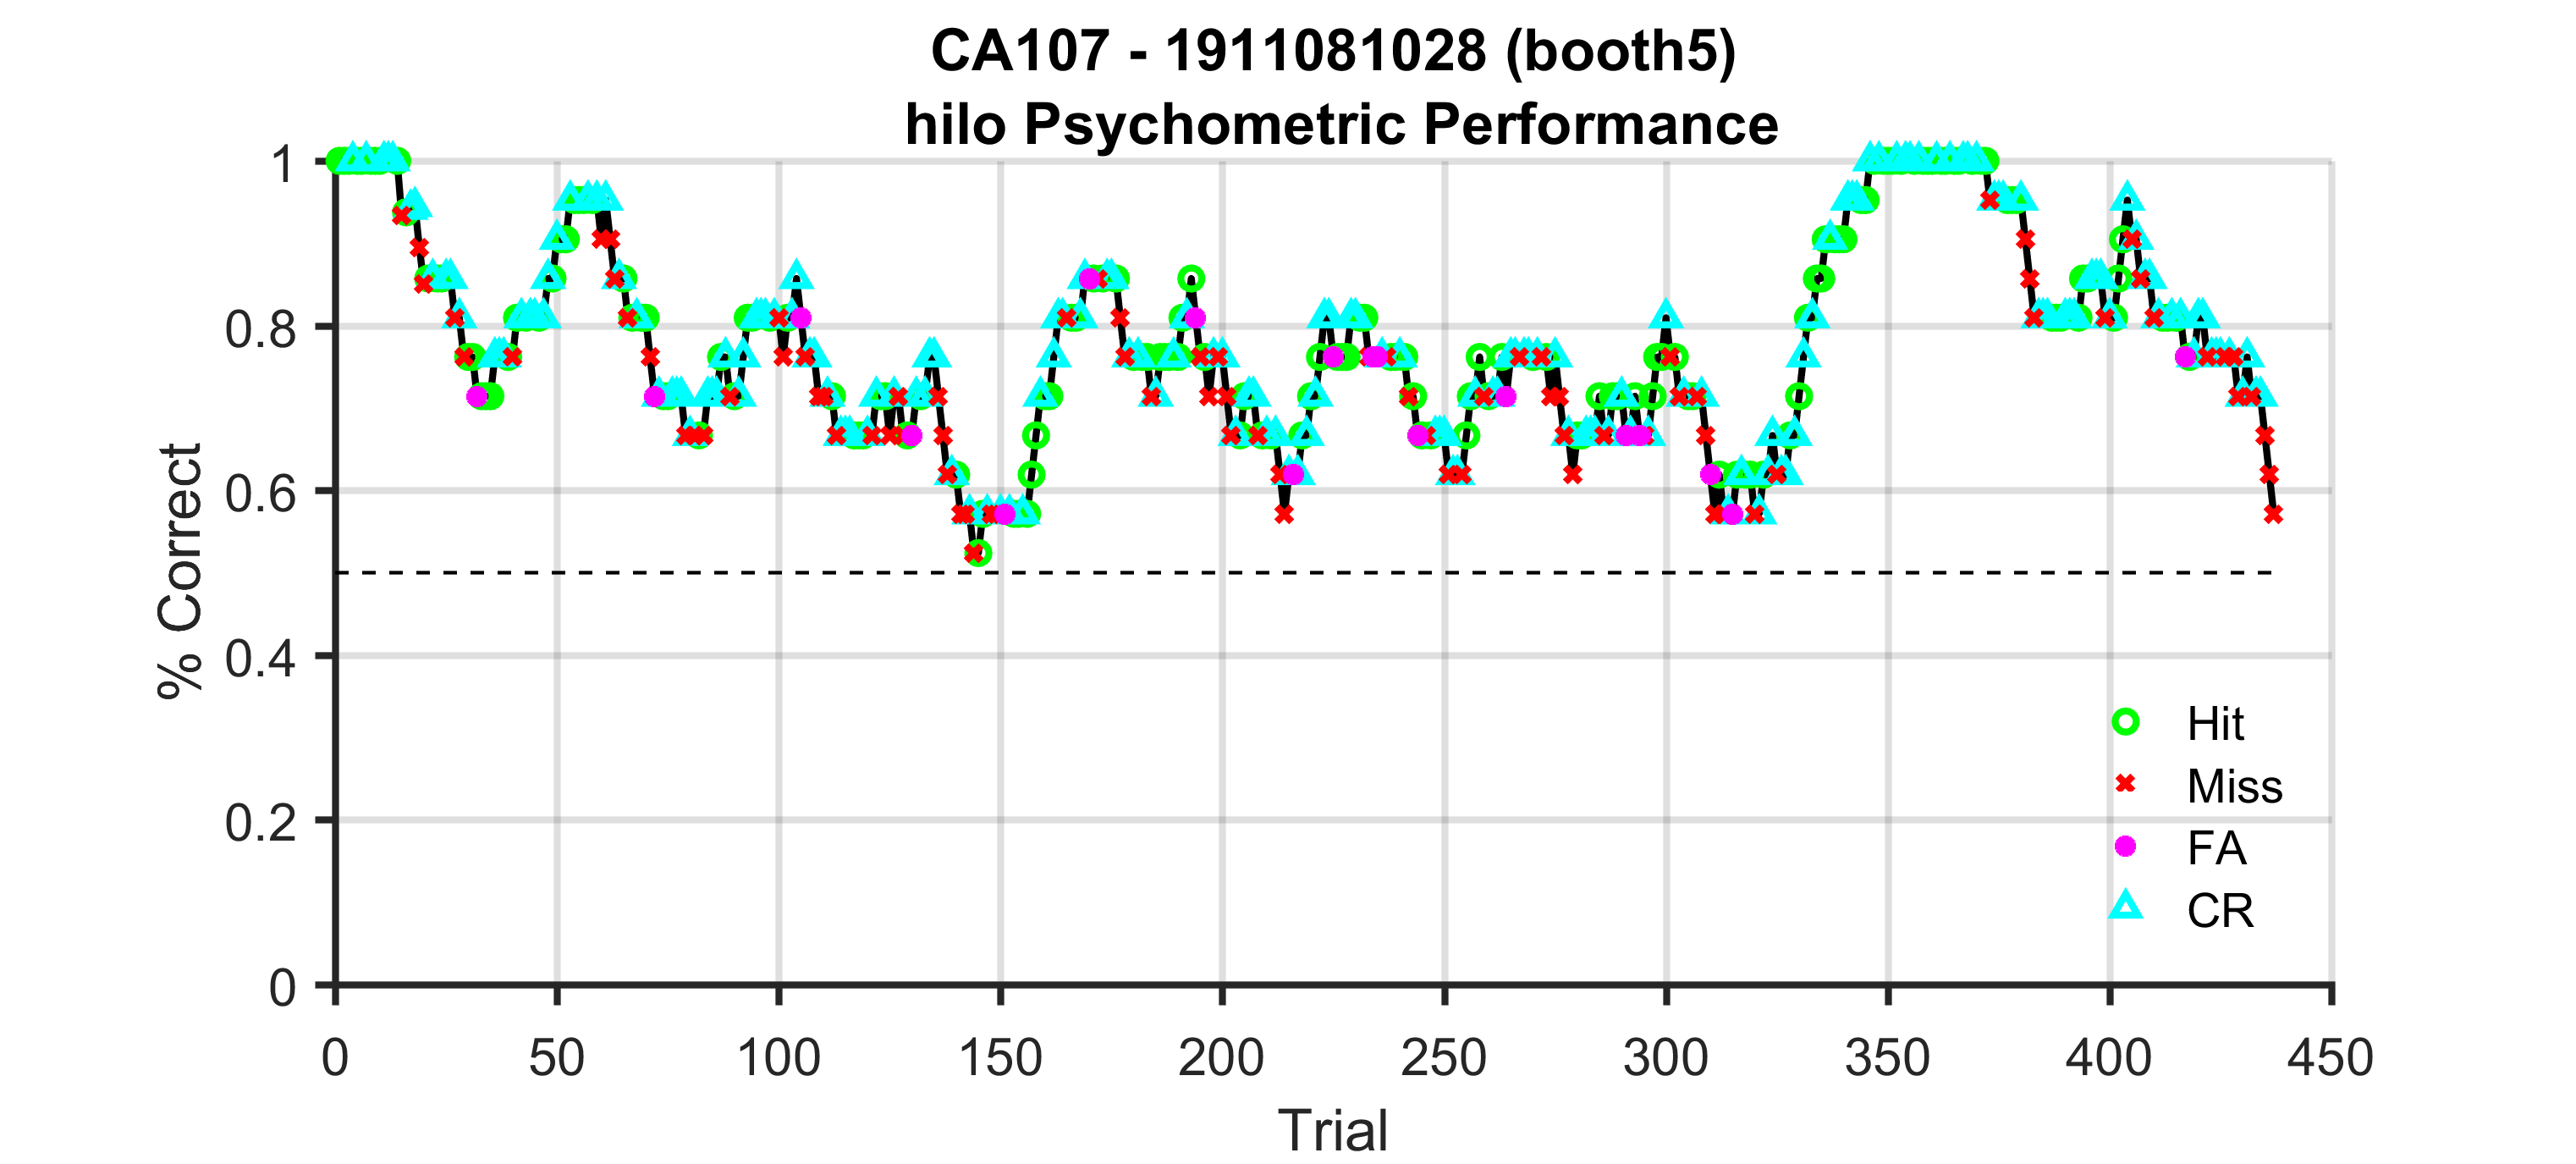 CA107 - 1911081028 (booth5)
hilo Psychometric Performance
% Correct
1
0.8
0.6
0.4
0.2
0
0 50 100 150 200 250 300 350 400 450
Trial
Hit
Miss
FA
CR